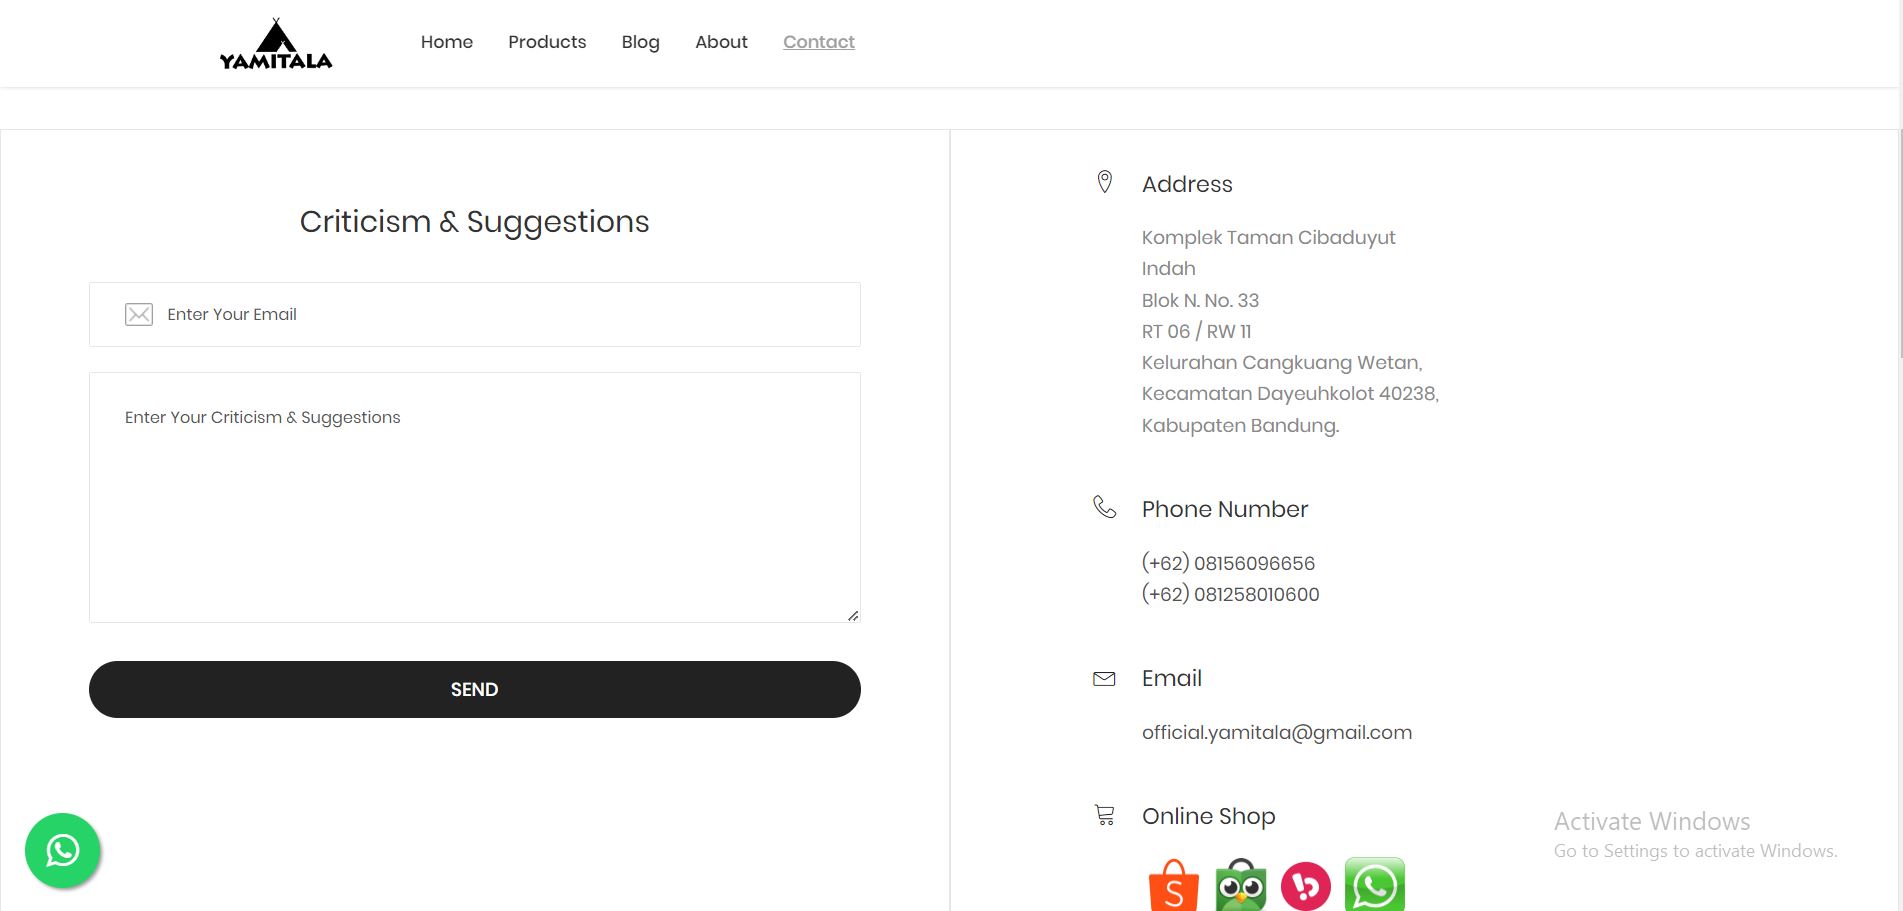 YAMITALA
Home
Products
Blog
About
Contact
Criticism & Suggestions
Enter Your Email
Enter Your Criticism & Suggestions
SEND
Address
Komplek Taman Cibaduyut
Indah
Blok N. No. 33
RT 06 / RW 11
Kelurahan Cangkuang Wetan,
Kecamatan Dayeuhkolot 40238,
Kabupaten Bandung.
Phone Number
(+62) 08156096656
(+62) 081258010600
Email
official.yamitala@gmail.com
Online Shop
S
Activate Windows
Go to Settings to activate Windows.